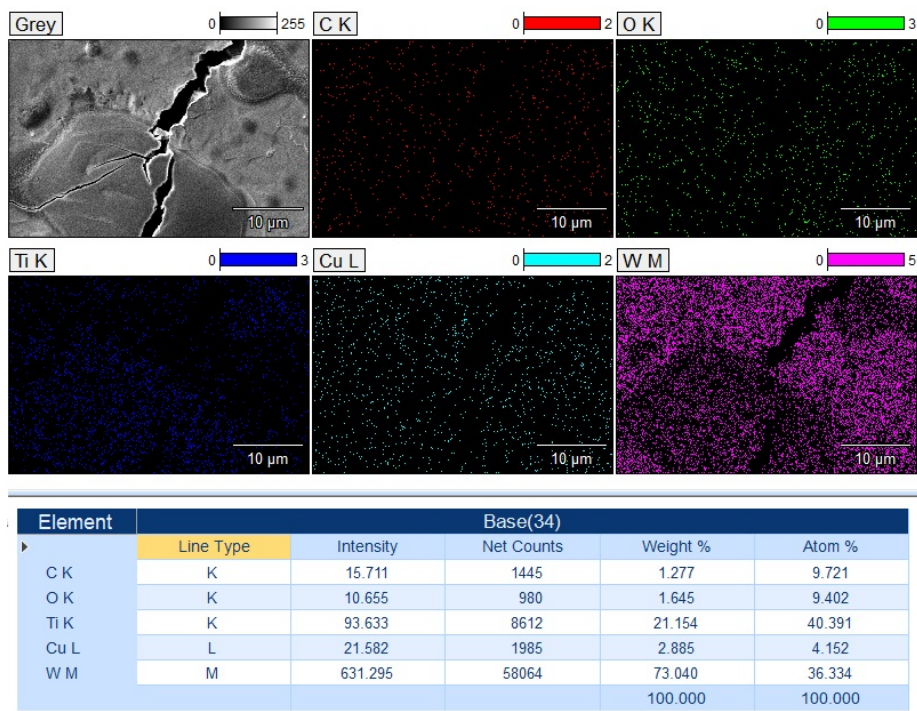 Grey 0 255 C K 0 2 O K 0 3
10 µm 10 µm 10 µm
Ti K 0 3 Cu L 0 2 W M 0 5
10 µm 10 µm 10 µm
Element Base(34)
Line Type Intensity Net Counts Weight % Atom %
C K K 15.711 1445 1.277 9.721
O K K 10.655 980 1.645 9.402
Ti K K 93.633 8612 21.154 40.391
Cu L L 21.582 1985 2.885 4.152
W M M 631.295 58064 73.040 36.334
100.000 100.000